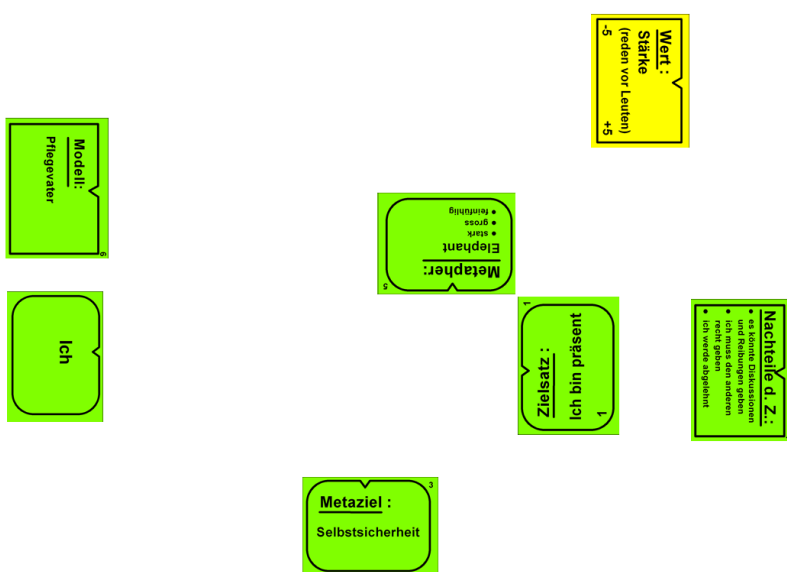 Wert :
Stärke
(reden vor Leuten)
-5 +5
Modell:
Pflegevater
6
Metapher:
Elephant
• stark
• gross
• feinfühlig
5
Ich
1
Zielsatz :
Ich bin präsent
1
Nachteile d. Z.:
• es könnte Diskussionen
und Reibungen geben
• ich muss den anderen
recht geben
• ich werde abgelehnt
3
Metaziel :
Selbstsicherheit